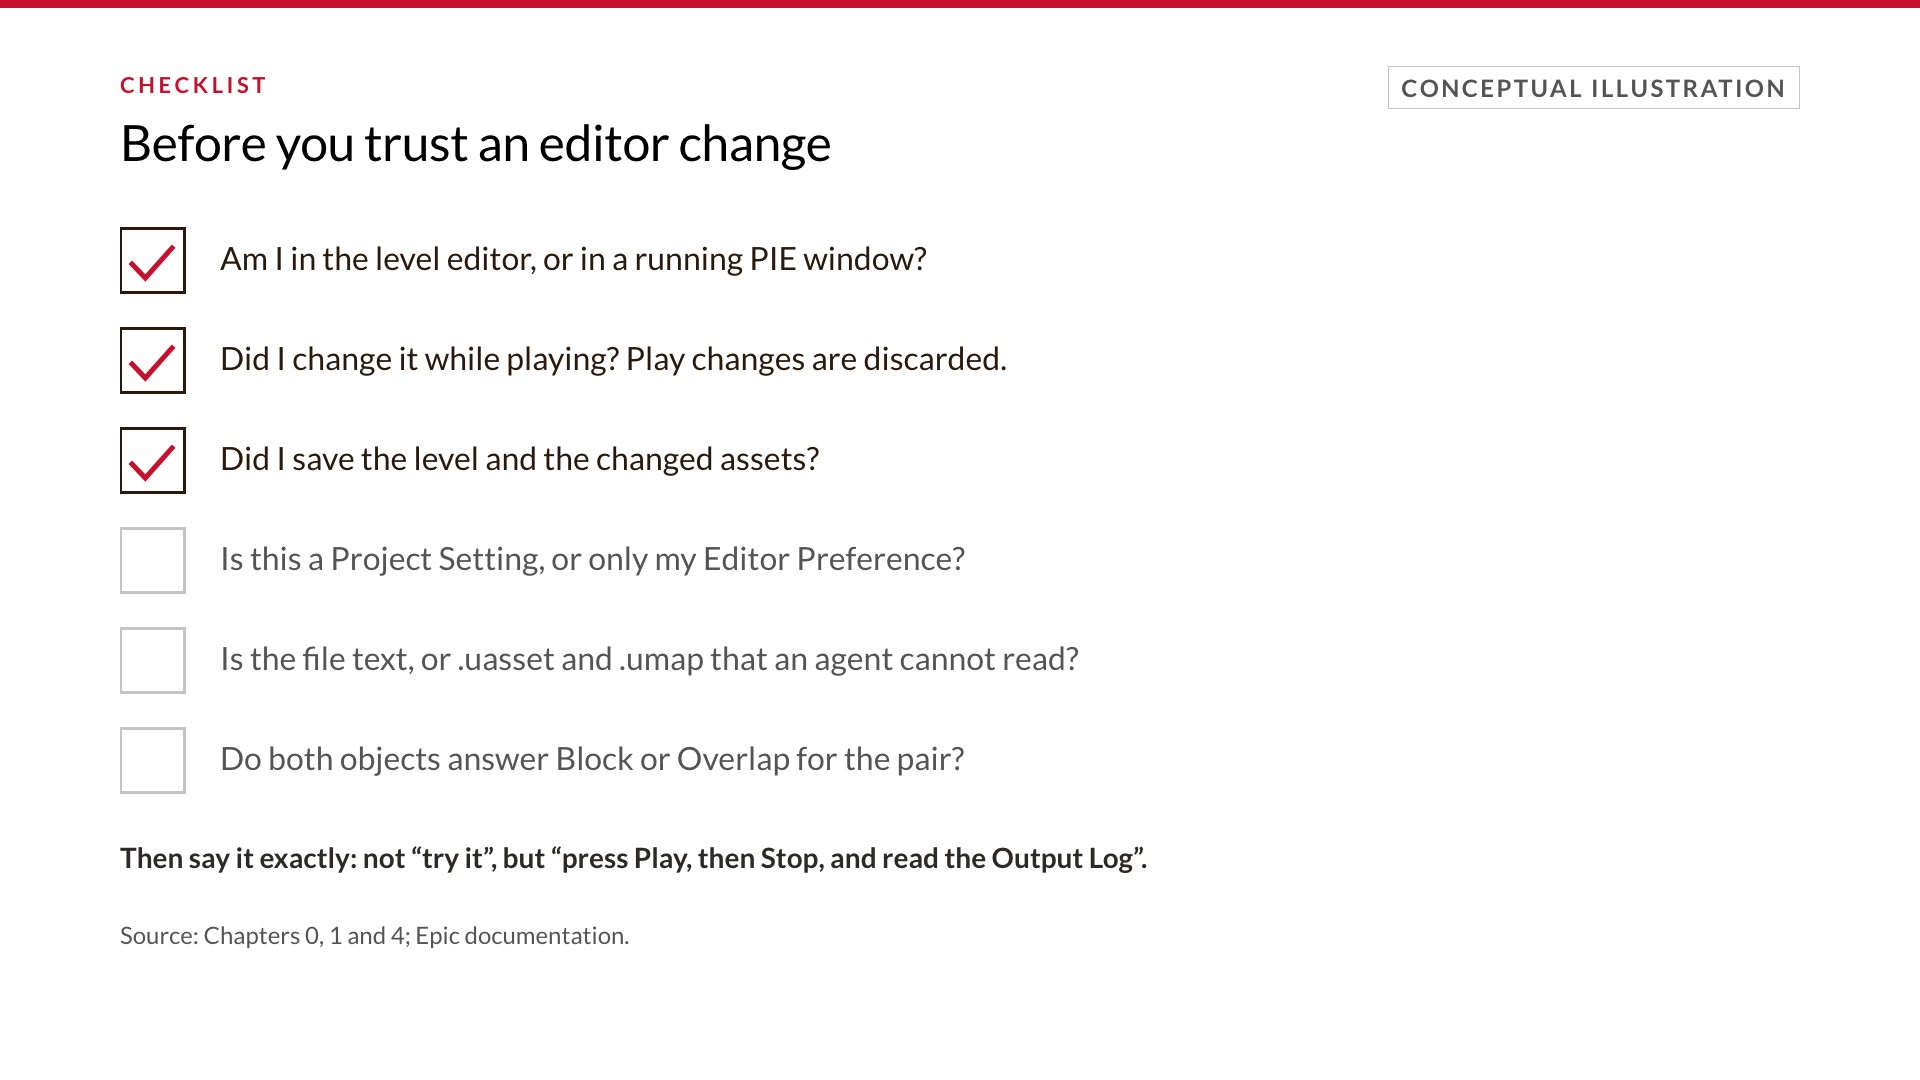 CHECKLIST
CONCEPTUAL ILLUSTRATION
Before you trust an editor change
Am I in the level editor, or in a running PIE window?
Did I change it while playing? Play changes are discarded.
Did I save the level and the changed assets?
Is this a Project Setting, or only my Editor Preference?
Is the file text, or .uasset and .umap that an agent cannot read?
Do both objects answer Block or Overlap for the pair?
Then say it exactly: not “try it”, but “press Play, then Stop, and read the Output Log”.
Source: Chapters 0, 1 and 4; Epic documentation.